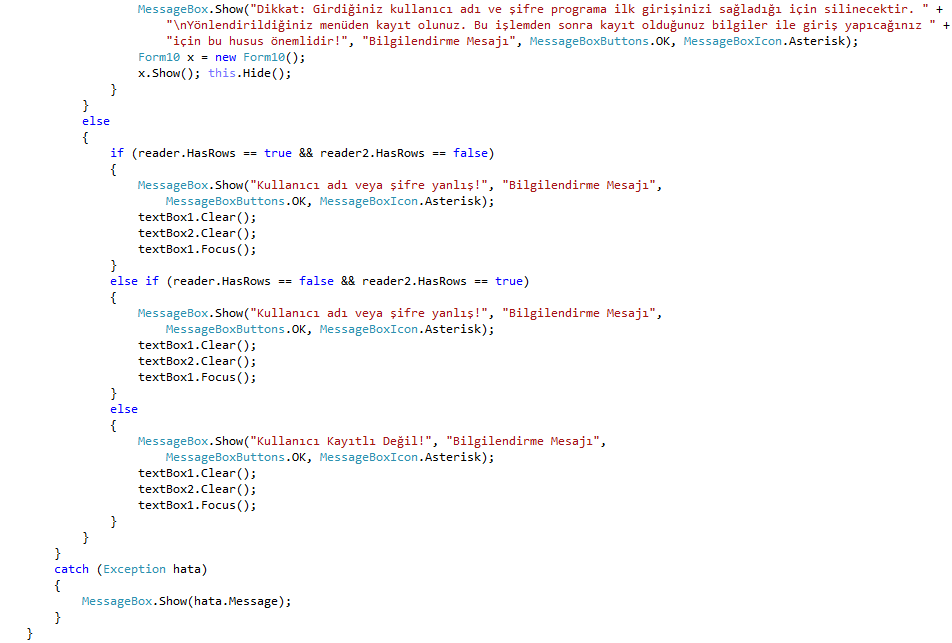 MessageBox.Show("Dikkat: Girdiğiniz kullanıcı adı ve şifre programa ilk girişinizi sağladığı için silinecektir. " +
"\nYönlendirildiğiniz menüden kayıt olunuz. Bu işlemden sonra kayıt olduğunuz bilgiler ile giriş yapıcağınız " +
"için bu husus önemlidir!", "Bilgilendirme Mesajı", MessageBoxButtons.OK, MessageBoxIcon.Asterisk);
Form10 x = new Form10();
x.Show(); this.Hide();
}
}
else
{
if (reader.HasRows == true && reader2.HasRows == false)
{
MessageBox.Show("Kullanıcı adı veya şifre yanlış!", "Bilgilendirme Mesajı",
MessageBoxButtons.OK, MessageBoxIcon.Asterisk);
textBox1.Clear();
textBox2.Clear();
textBox1.Focus();
}
else if (reader.HasRows == false && reader2.HasRows == true)
{
MessageBox.Show("Kullanıcı adı veya şifre yanlış!", "Bilgilendirme Mesajı",
MessageBoxButtons.OK, MessageBoxIcon.Asterisk);
textBox1.Clear();
textBox2.Clear();
textBox1.Focus();
}
else
{
MessageBox.Show("Kullanıcı Kayıtlı Değil!", "Bilgilendirme Mesajı",
MessageBoxButtons.OK, MessageBoxIcon.Asterisk);
textBox1.Clear();
textBox2.Clear();
textBox1.Focus();
}
}
}
catch (Exception hata)
{
MessageBox.Show(hata.Message);
}
}